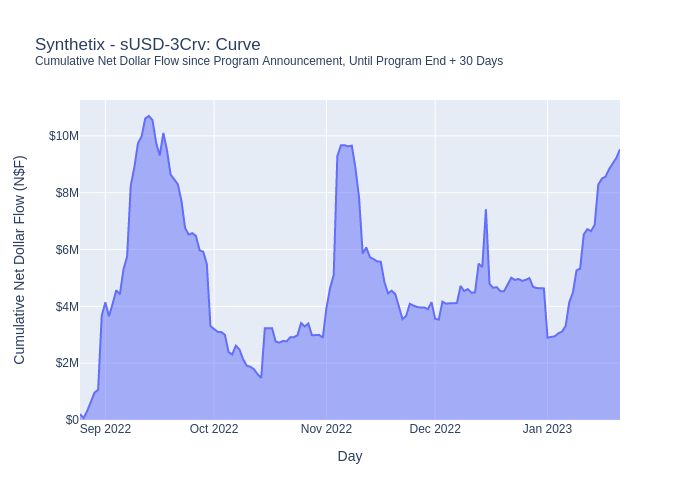 Synthetix - sUSD-3Crv: Curve
Cumulative Net Dollar Flow since Program Announcement, Until Program End + 30 Days
Cumulative Net Dollar Flow (N$F)
$10M
$8M
$6M
$4M
$2M
$0
Sep 2022
Oct 2022
Nov 2022
Dec 2022
Jan 2023
Day